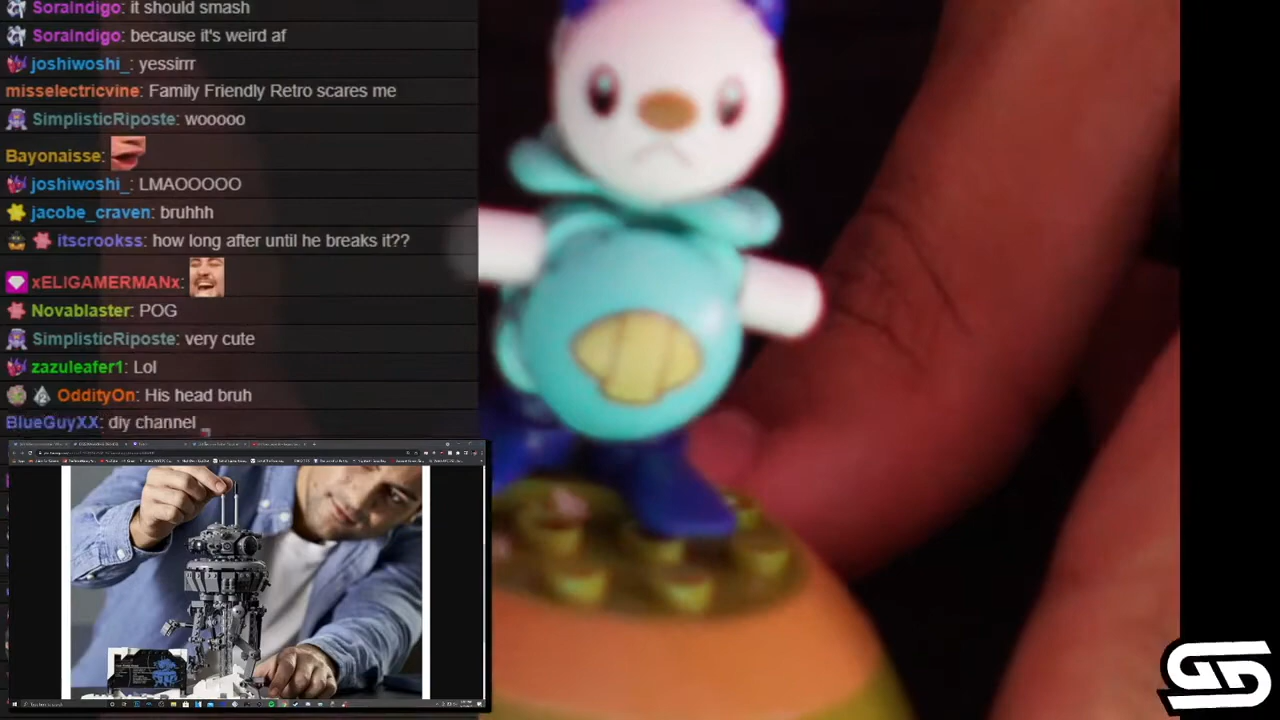 SoraIndigo: it should smash
SoraIndigo: because it's weird af
joshiwoshi_: yessirrr
misselectricvine: Family Friendly Retro scares me
SimplisticRiposte: wooooo
Bayonaisse:
joshiwoshi_: LMAOOOOO
jacobe_craven: bruhhh
itscrookss: how long after until he breaks it??
xELIGAMERMANx:
Novablaster: POG
SimplisticRiposte: very cute
zazuleafer1: Lol
OddityOn: His head bruh
BlueGuyXX: diy channel